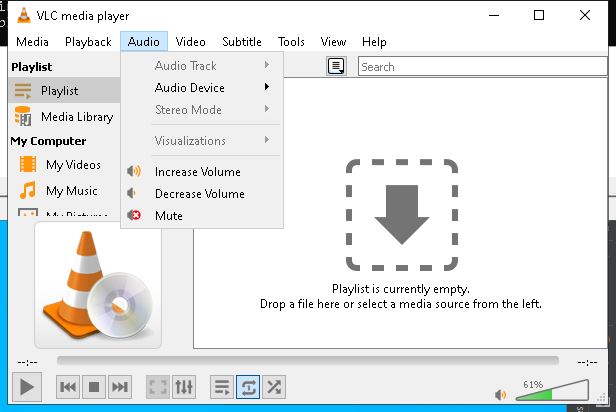 VLC media player
Media Playback Audio Video Subtitle Tools View Help
Playlist
Playlist
Media Library
My Computer
My Videos
My Music
My Pictures
Audio Track
Audio Device
Stereo Mode
Visualizations
Increase Volume
Decrease Volume
Mute
Search
Playlist is currently empty.
Drop a file here or select a media source from the left.
--:-- --:--
61%